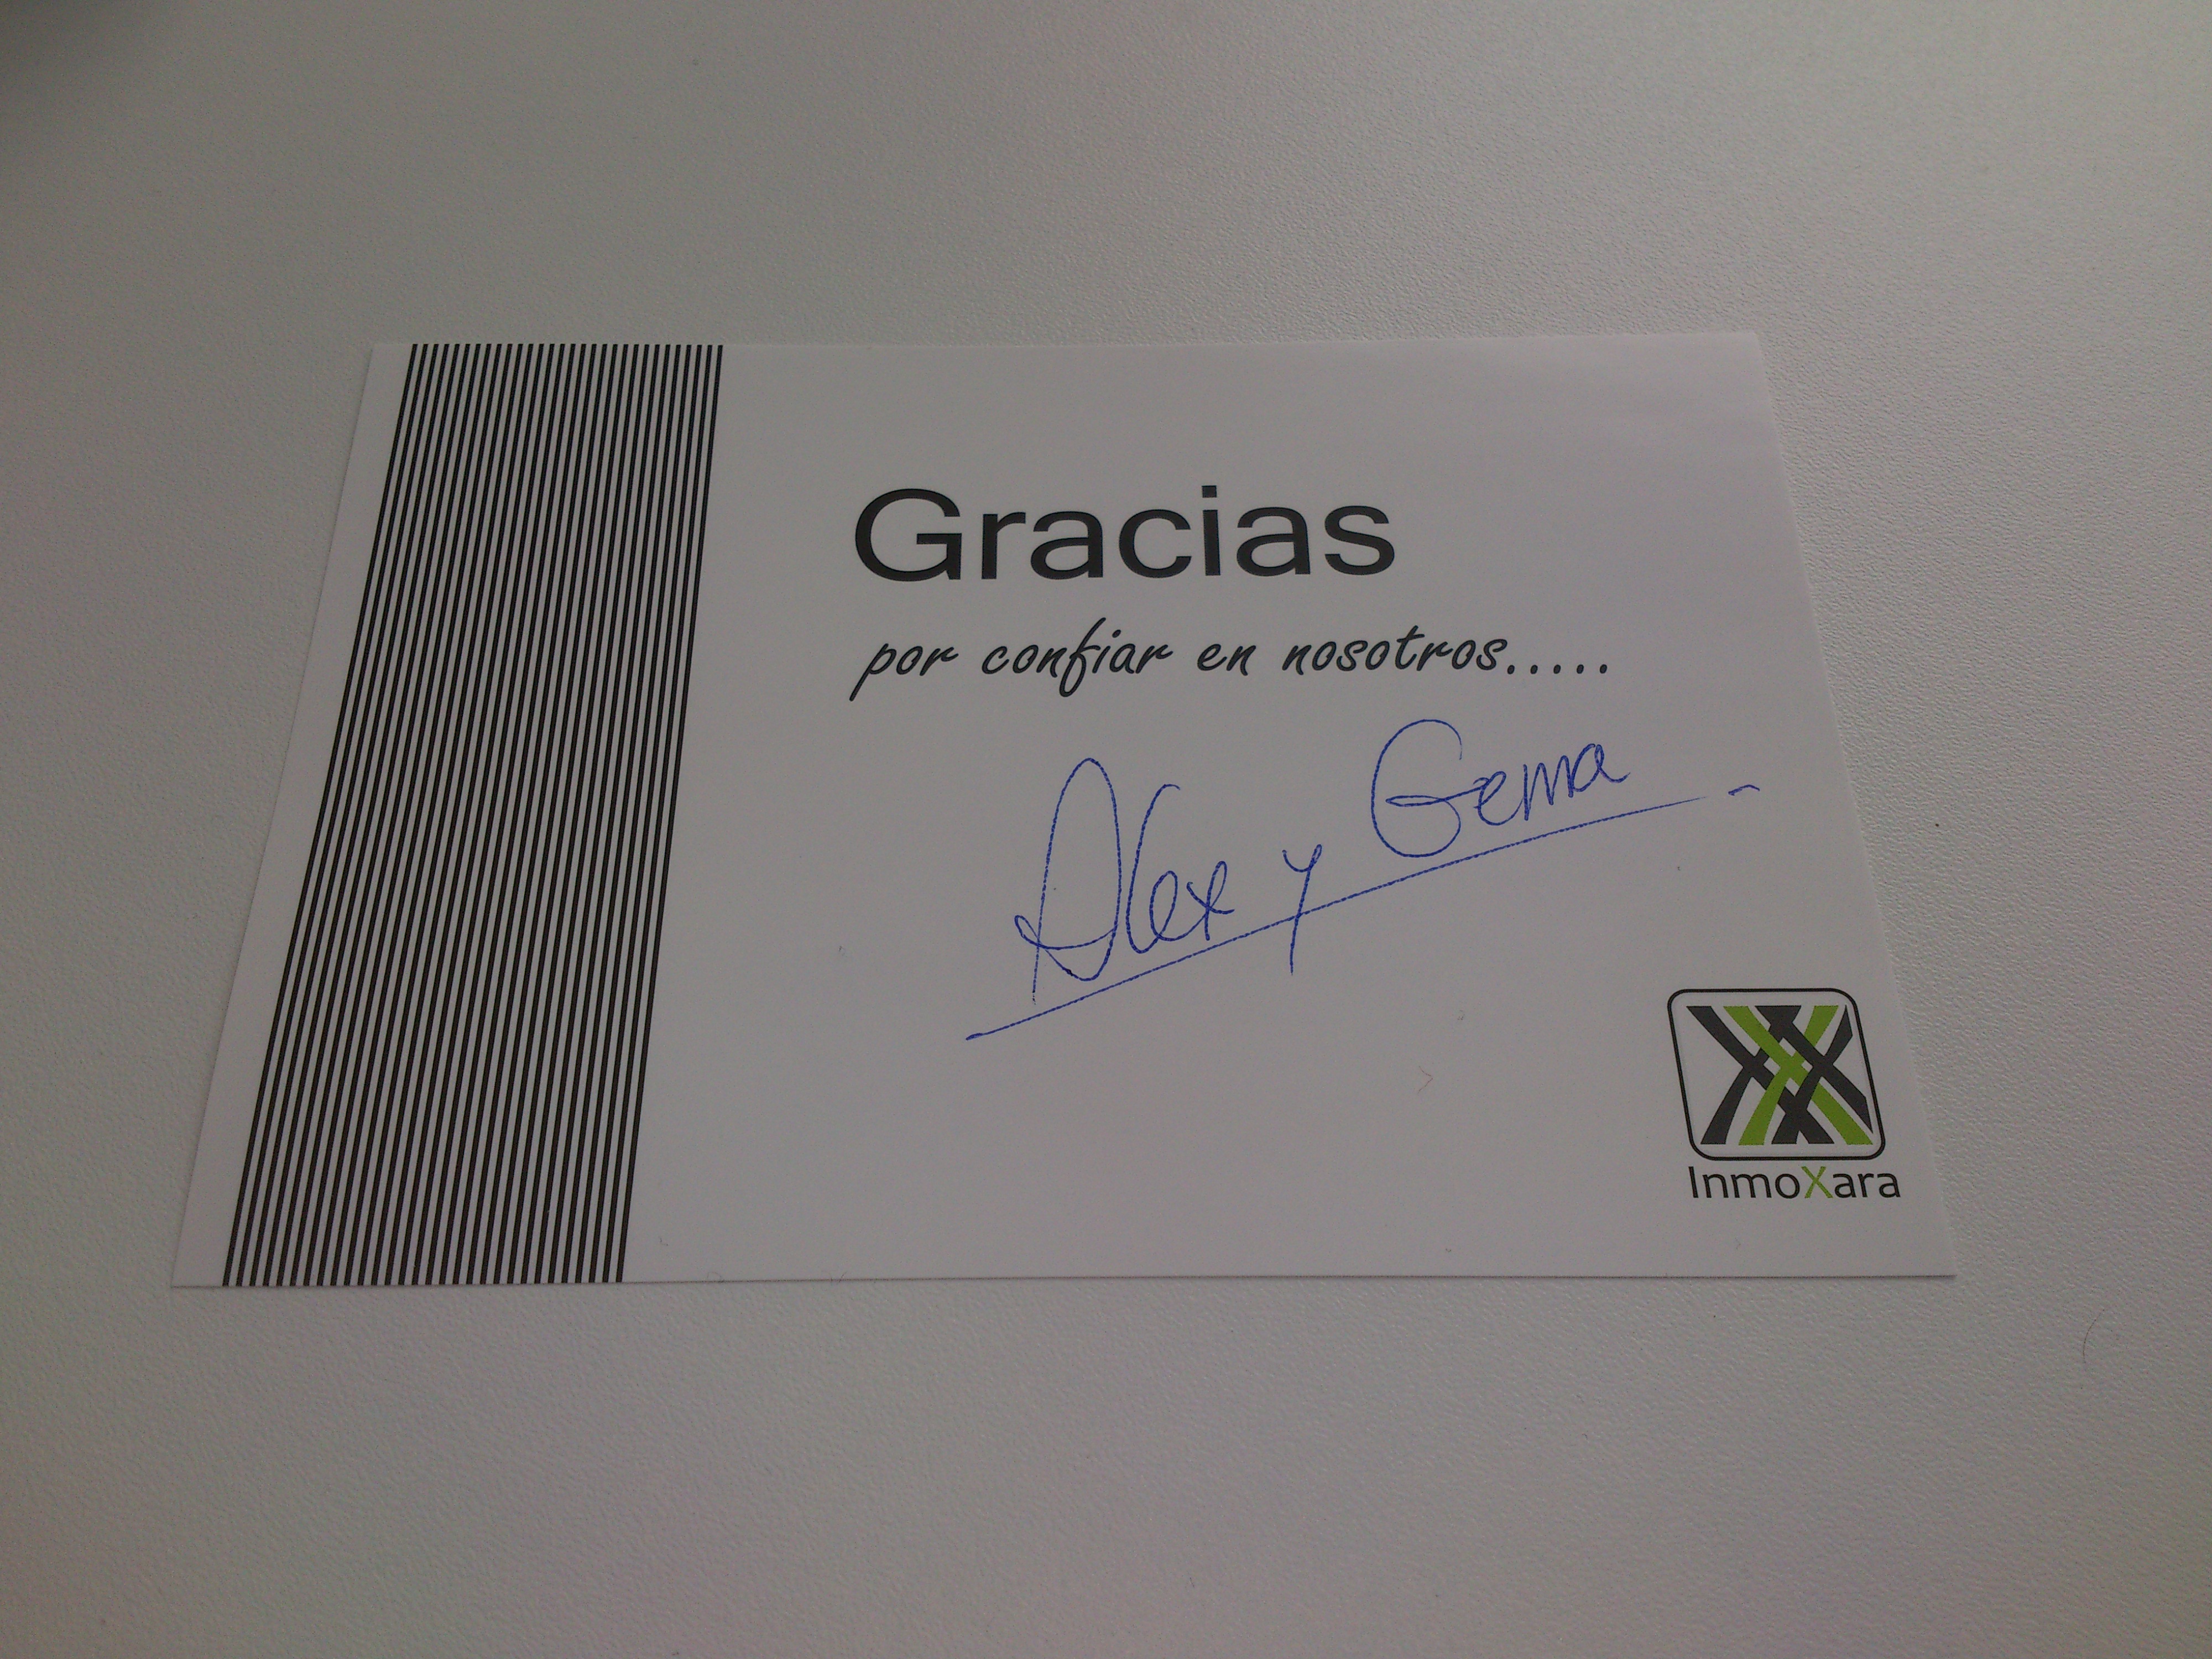 Gracias
por confiar en nosotros.....
Alex y Gema
InmoXara